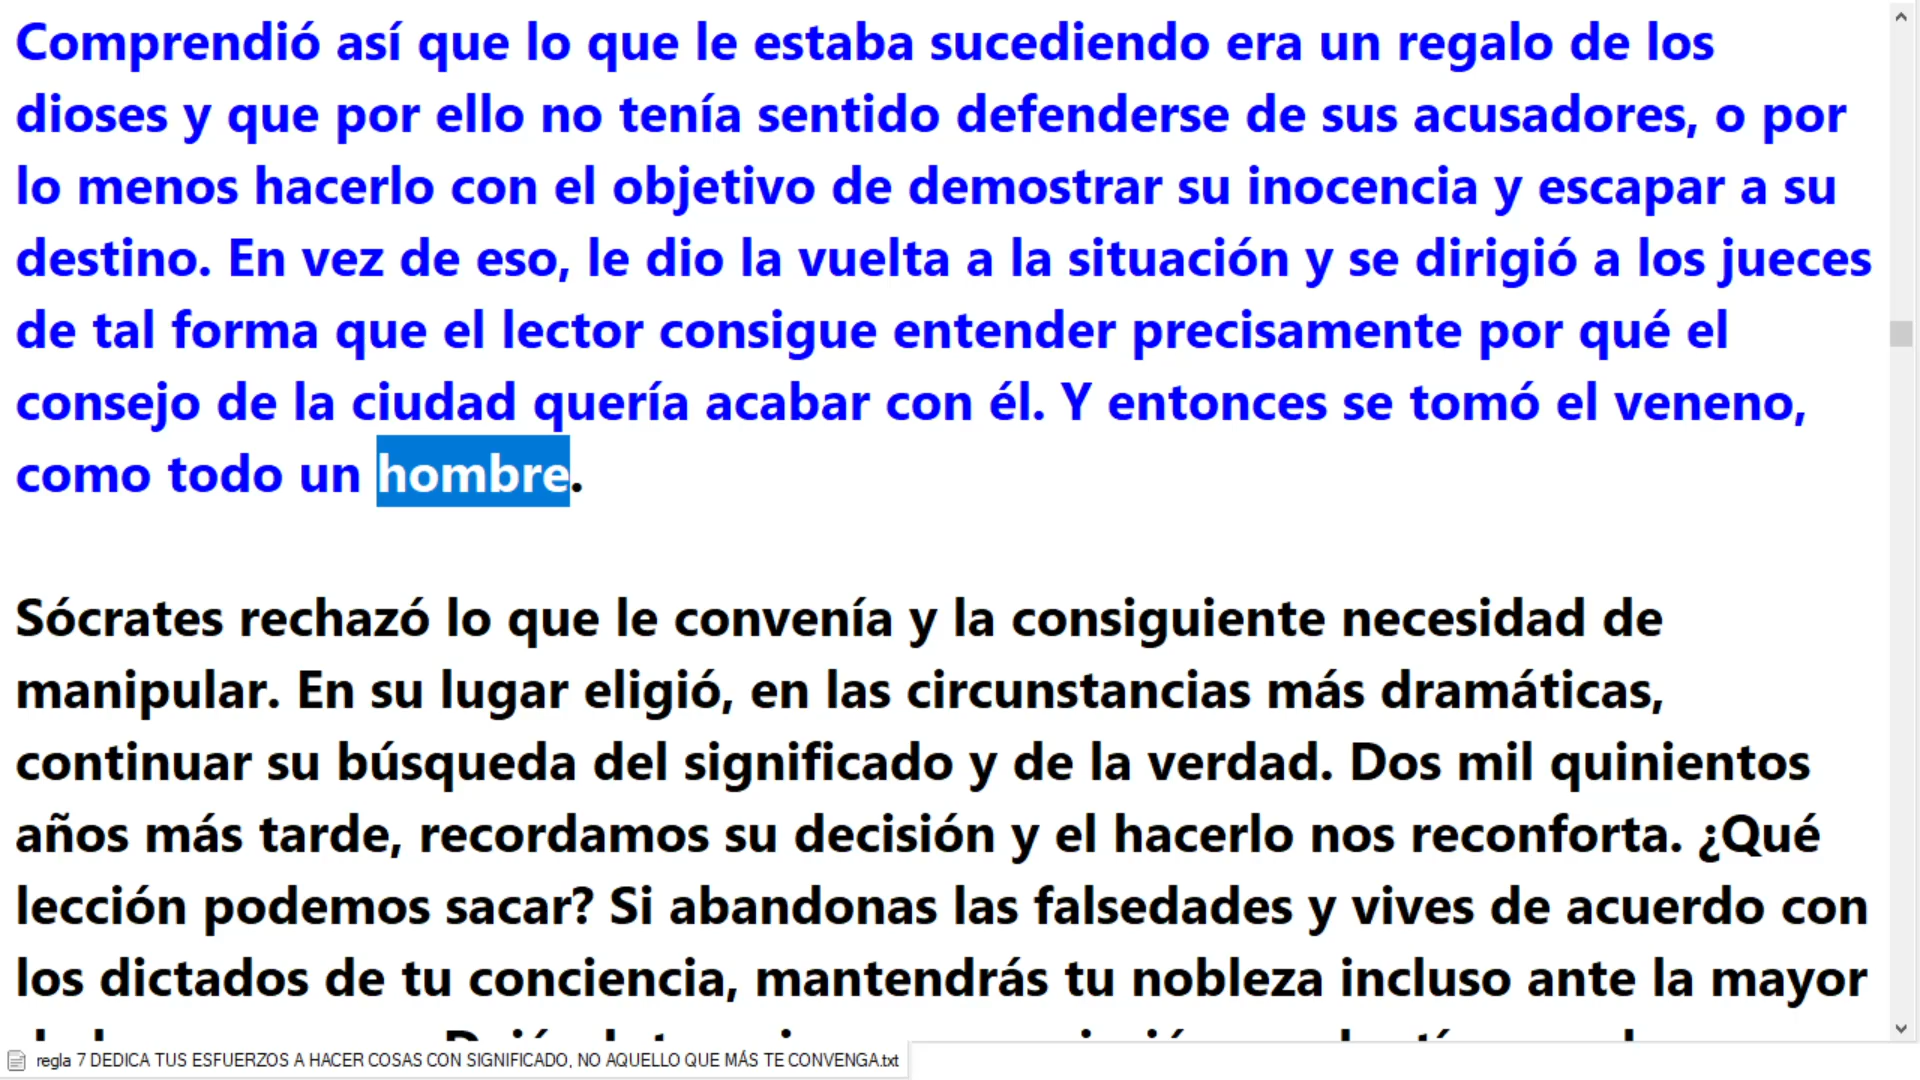 Comprendió así que lo que le estaba sucediendo era un regalo de los
dioses y que por ello no tenía sentido defenderse de sus acusadores, o por
lo menos hacerlo con el objetivo de demostrar su inocencia y escapar a su
destino. En vez de eso, le dio la vuelta a la situación y se dirigió a los jueces
de tal forma que el lector consigue entender precisamente por qué el
consejo de la ciudad quería acabar con él. Y entonces se tomó el veneno,
como todo un hombre.
Sócrates rechazó lo que le convenía y la consiguiente necesidad de
manipular. En su lugar eligió, en las circunstancias más dramáticas,
continuar su búsqueda del significado y de la verdad. Dos mil quinientos
años más tarde, recordamos su decisión y el hacerlo nos reconforta. ¿Qué
lección podemos sacar? Si abandonas las falsedades y vives de acuerdo con
los dictados de tu conciencia, mantendrás tu nobleza incluso ante la mayor
regla 7 DEDICA TUS ESFUERZOS A HACER COSAS CON SIGNIFICADO, NO AQUELLO QUE MÁS TE CONVENGA.txt